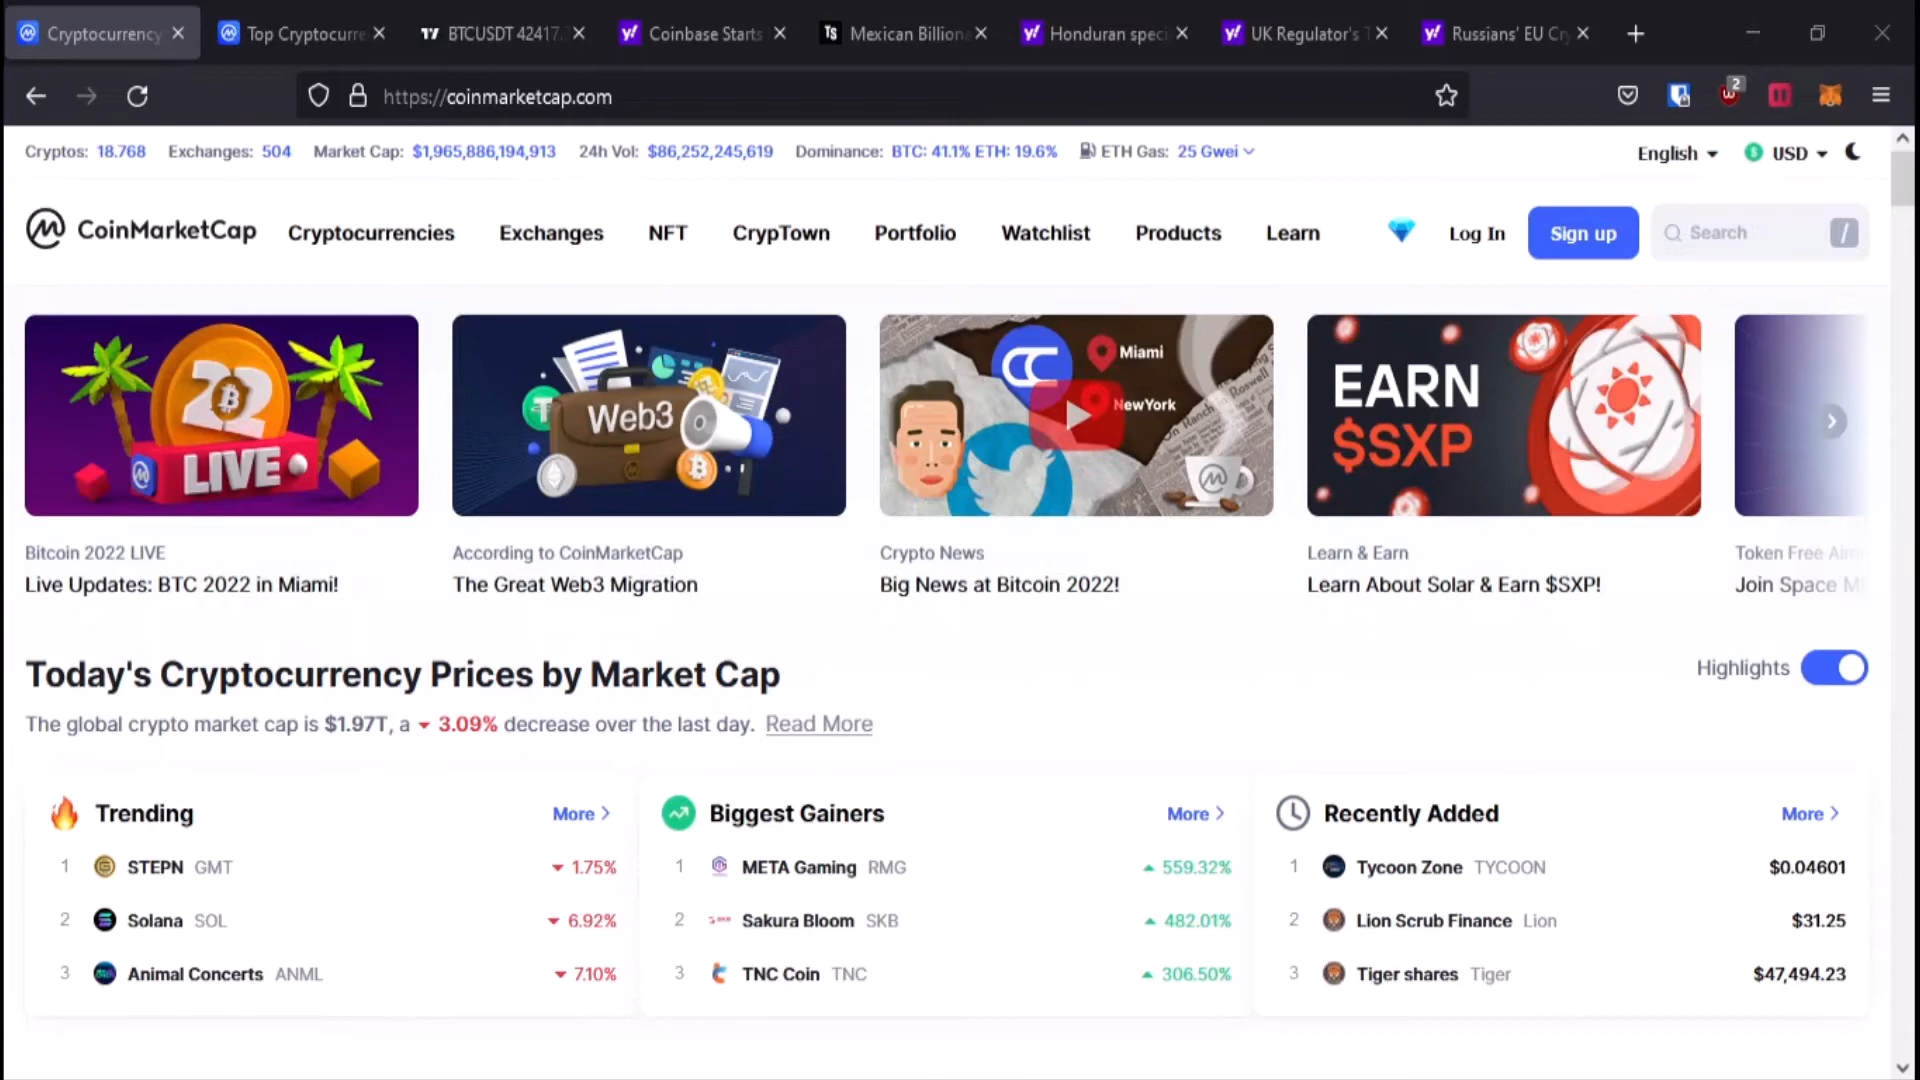 Cryptocurrency
Top Cryptocurre
BTCUSDT 42417.
Coinbase Starts
Mexican Billiona
Honduran speci
UK Regulator's T
Russians' EU Cry
https://coinmarketcap.com
2
Cryptos: 18.768 Exchanges: 504 Market Cap: $1,965,886,194,913 24h Vol: $86,252,245,619 Dominance: BTC: 41.1% ETH: 19.6% ETH Gas: 25 Gwei
English USD
CoinMarketCap Cryptocurrencies Exchanges NFT CrypTown Portfolio Watchlist Products Learn Log In Sign up Search /
22
LIVE
Web3
Miami
NewYork
Roswell
EARN
$SXP
Bitcoin 2022 LIVE
Live Updates: BTC 2022 in Miami!
According to CoinMarketCap
The Great Web3 Migration
Crypto News
Big News at Bitcoin 2022!
Learn & Earn
Learn About Solar & Earn $SXP!
Token Free
Join Space
Today's Cryptocurrency Prices by Market Cap
Highlights
The global crypto market cap is $1.97T, a 3.09% decrease over the last day. Read More
Trending More
1 STEPN GMT 1.75%
2 Solana SOL 6.92%
3 Animal Concerts ANML 7.10%
Biggest Gainers More
1 META Gaming RMG 559.32%
2 Sakura Bloom SKB 482.01%
3 TNC Coin TNC 306.50%
Recently Added More
1 Tycoon Zone TYCOON $0.04601
2 Lion Scrub Finance Lion $31.25
3 Tiger shares Tiger $47,494.23